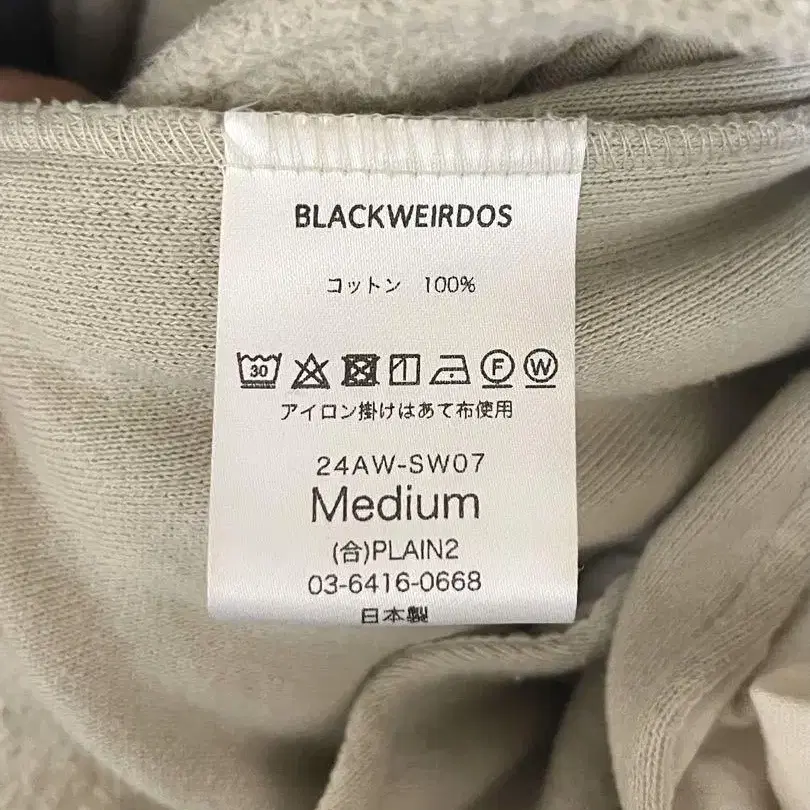 BLACKWEIRDOS
コットン 100%
30 F W
アイロン掛けはあて布使用
24AW-SW07
Medium
(合)PLAIN2
03-6416-0668
日本製